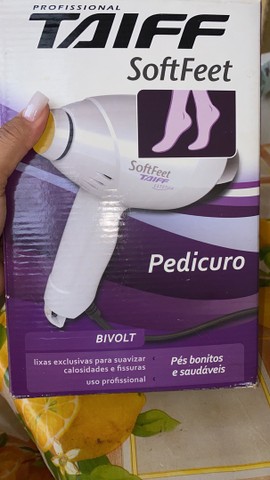 PROFISSIONAL
TAIFF
SoftFeet
SoftFeet
TAIFF
Pedicuro
BIVOLT
lixas exclusivas para suavizar
calosidades e fissuras
uso profissional
Pés bonitos
e saudáveis